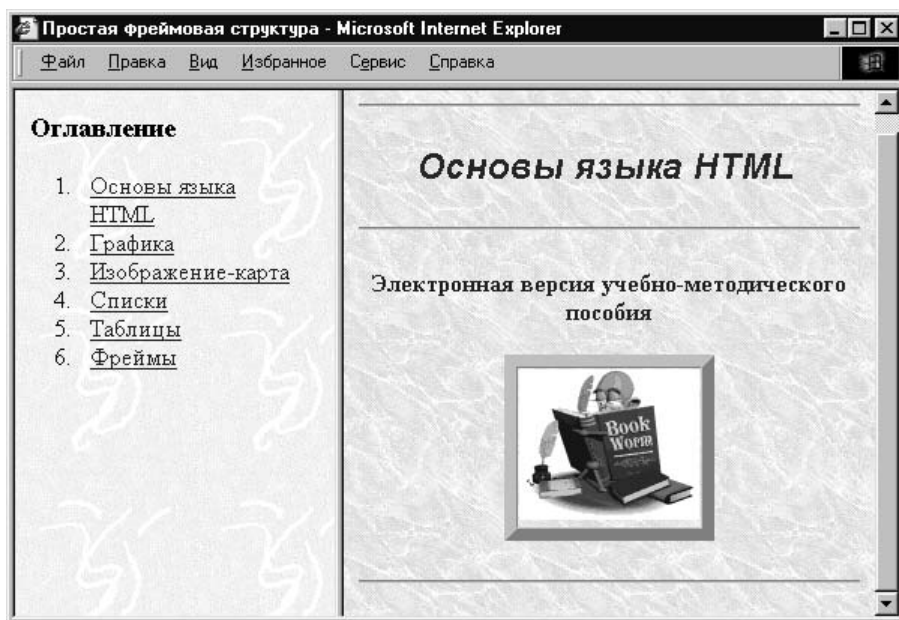 Простая фреймовая структура - Microsoft Internet Explorer
Файл Правка Вид Избранное Сервис Справка
Оглавление
1. Основы языка
HTML
2. Графика
3. Изображение-карта
4. Списки
5. Таблицы
6. Фреймы
Основы языка HTML
Электронная версия учебно-методического
пособия
Book
Worm